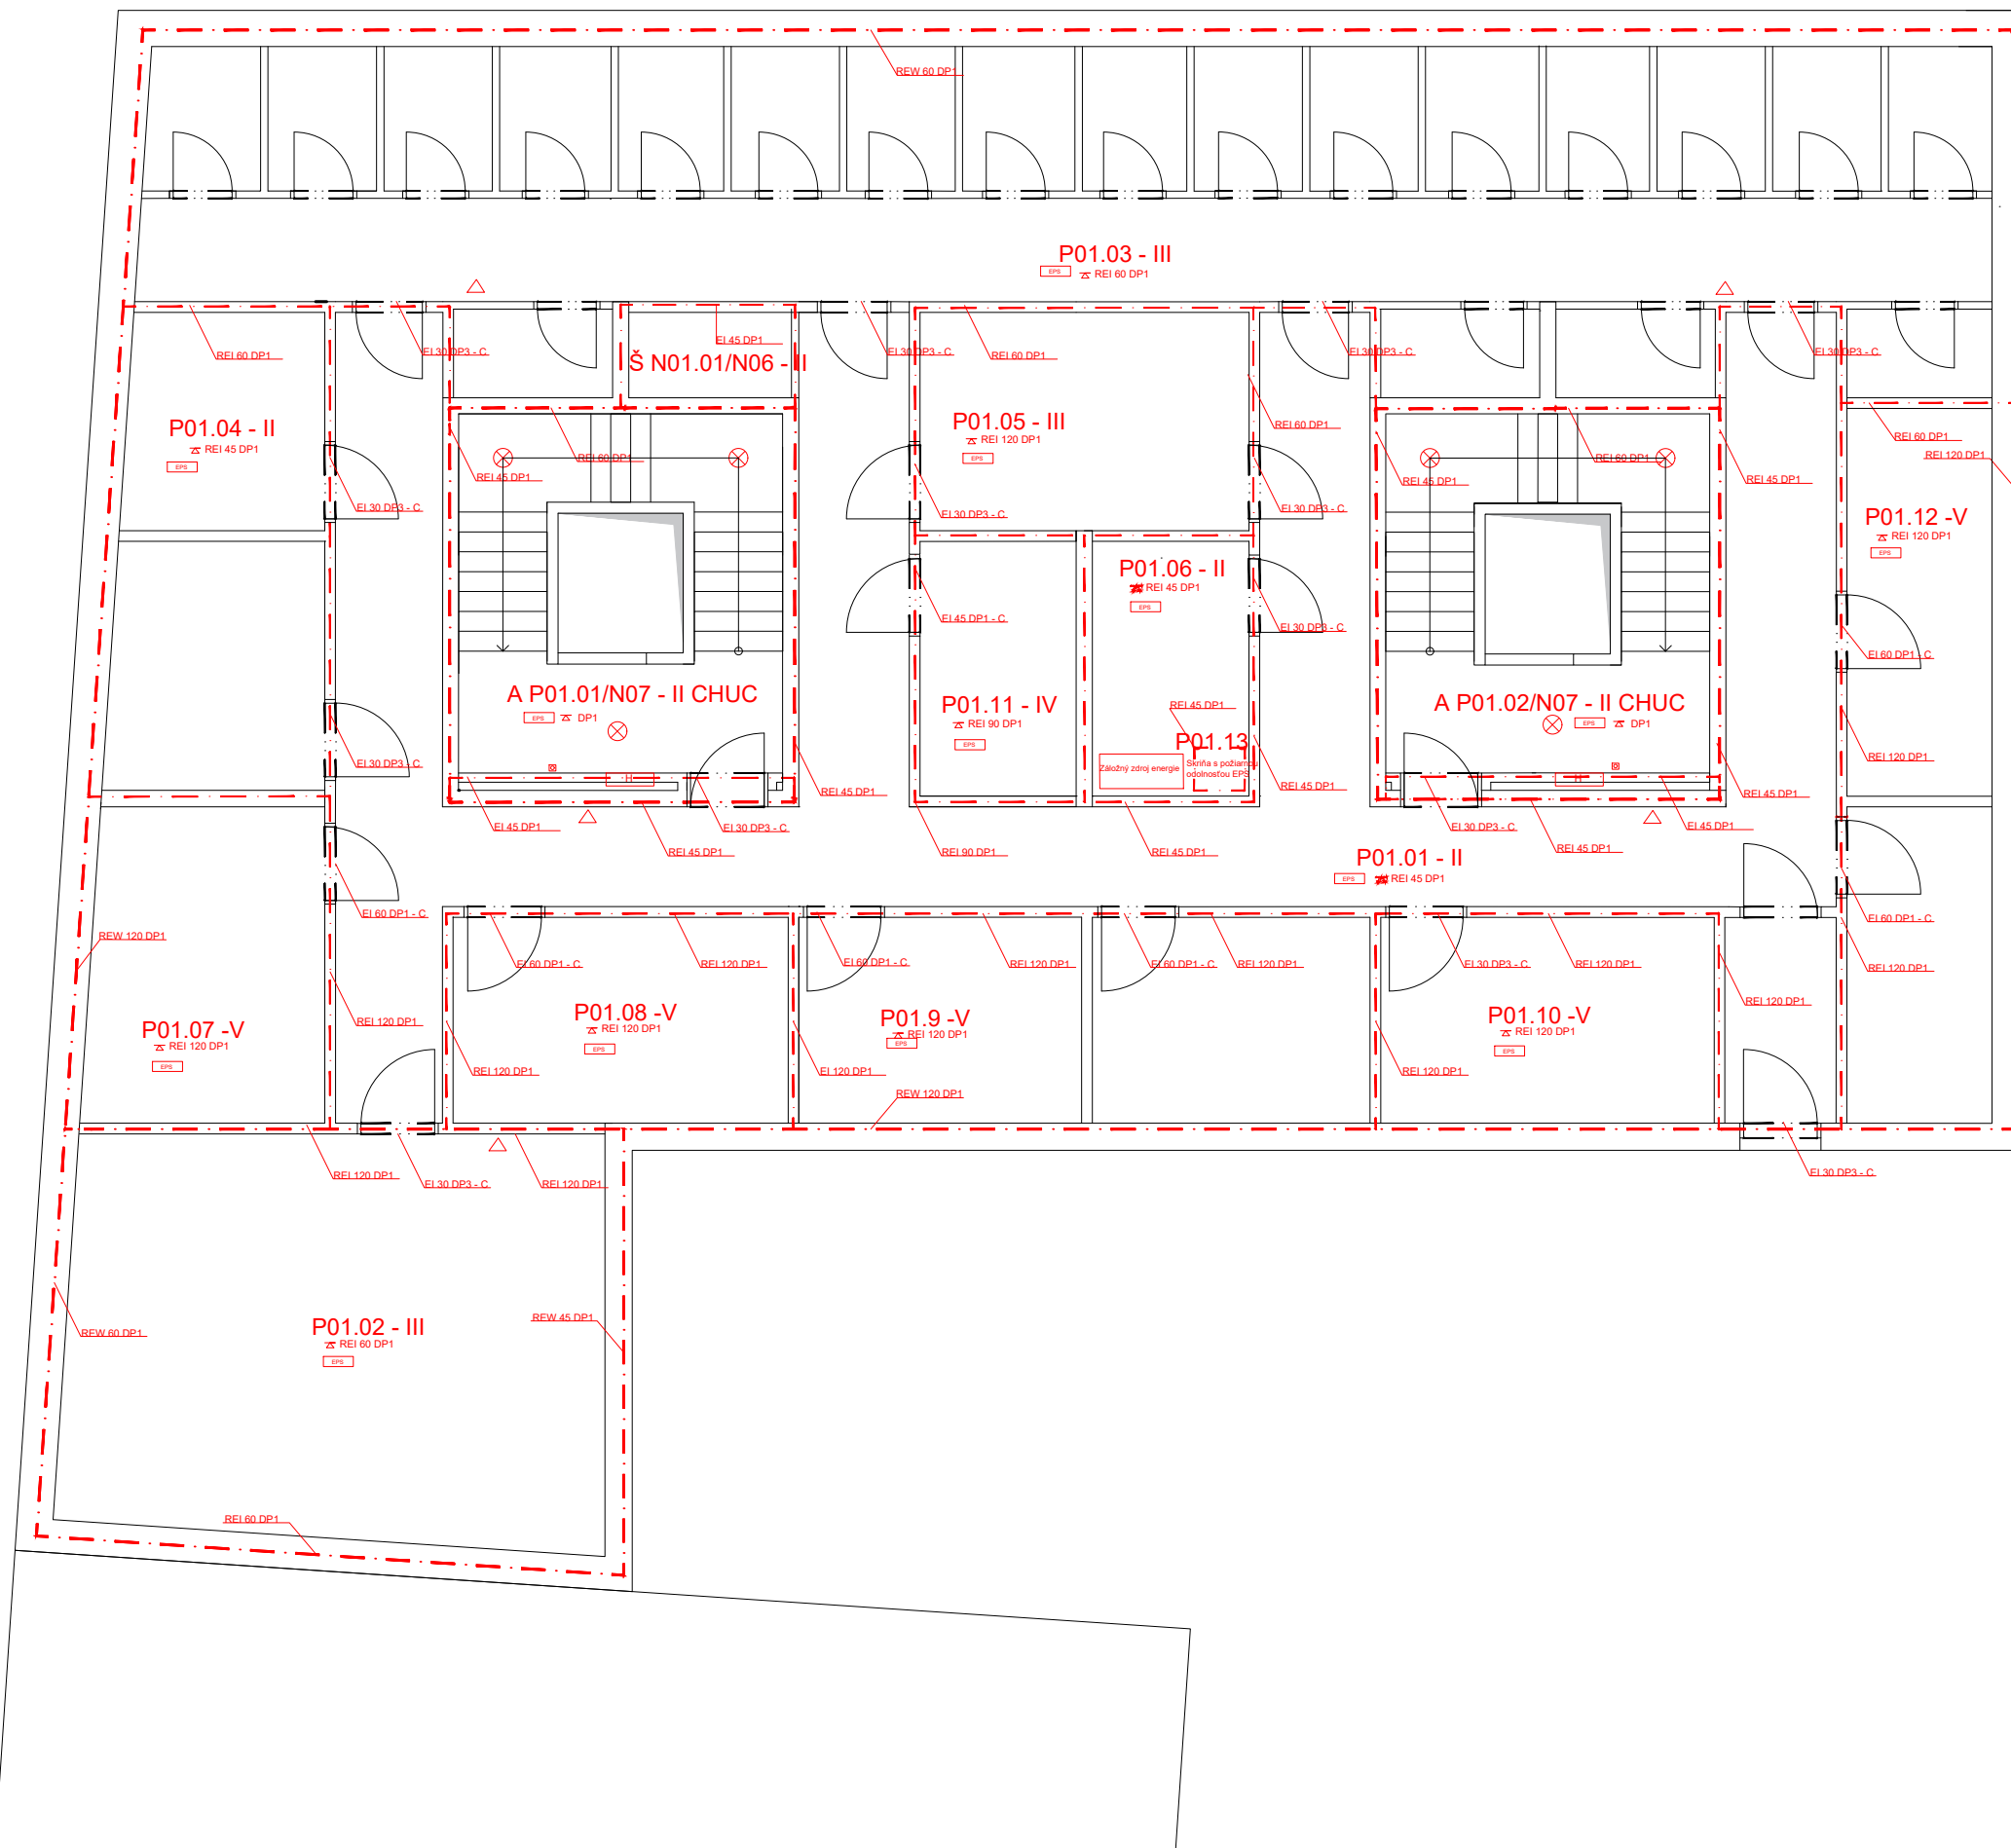 REW 60 DP1
P01.03 - III
EPS
REI 60 DP1
REI 60 DP1
EI 30 DP3 - C
EI 45 DP1
Š N01.01/N06 - II
EI 30 DP3 - C
REI 60 DP1
EI 30 DP3 - C
EI 30 DP3 - C
P01.04 - II
REI 45 DP1
EPS
P01.05 - III
REI 120 DP1
EPS
REI 60 DP1
REI 60 DP1
REI 120 DP1
REI 60 DP1
REI 60 DP1
REI 45 DP1
REI 45 DP1
REI 45 DP1
EI 30 DP3 - C
EI 30 DP3 - C
EI 30 DP3 - C
P01.12 -V
REI 120 DP1
EPS
P01.06 - II
REI 45 DP1
EPS
EI 45 DP1 - C
EI 30 DP3 - C
EI 60 DP1 - C
A P01.01/N07 - II CHUC
EPS
DP1
P01.11 - IV
REI 90 DP1
EPS
REI 45 DP1
P01.13
Záložný zdroj energie
Skriňa s požiarnou
odolnosťou EPS
A P01.02/N07 - II CHUC
EPS
DP1
REI 120 DP1
EI 30 DP3 - C
H
H
REI 45 DP1
REI 45 DP1
REI 45 DP1
EI 45 DP1
EI 30 DP3 - C
EI 30 DP3 - C
EI 45 DP1
REI 45 DP1
REI 90 DP1
REI 45 DP1
REI 45 DP1
P01.01 - II
EPS
REI 45 DP1
EI 60 DP1 - C
EI 60 DP1 - C
REW 120 DP1
EI 60 DP1 - C
REI 120 DP1
EI 60 DP1 - C
REI 120 DP1
EI 60 DP1 - C
REI 120 DP1
EI 30 DP3 - C
REI 120 DP1
REI 120 DP1
REI 120 DP1
P01.07 -V
REI 120 DP1
EPS
REI 120 DP1
P01.08 -V
REI 120 DP1
EPS
P01.9 -V
REI 120 DP1
EPS
P01.10 -V
REI 120 DP1
EPS
REI 120 DP1
EI 120 DP1
REW 120 DP1
REI 120 DP1
REI 120 DP1
EI 30 DP3 - C
REI 120 DP1
EI 30 DP3 - C
REW 60 DP1
P01.02 - III
REI 60 DP1
EPS
REW 45 DP1
REI 60 DP1